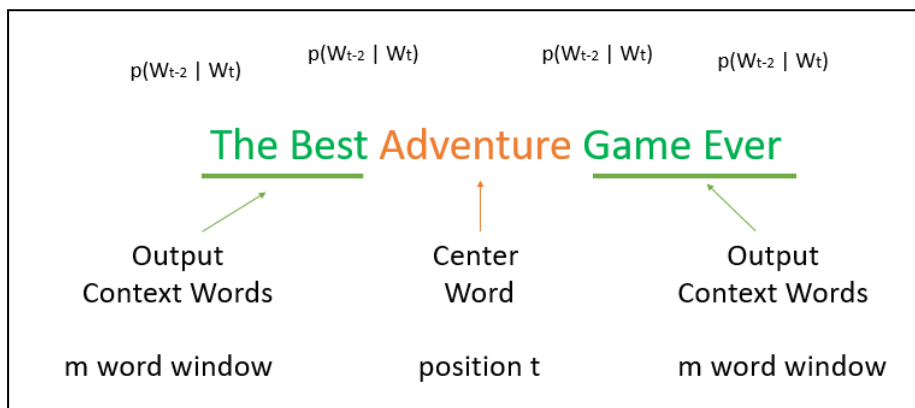 p(Wt-2 | Wt) p(Wt-2 | Wt) p(Wt-2 | Wt) p(Wt-2 | Wt)
The Best Adventure Game Ever
Output Center Output
Context Words Word Context Words
m word window position t m word window